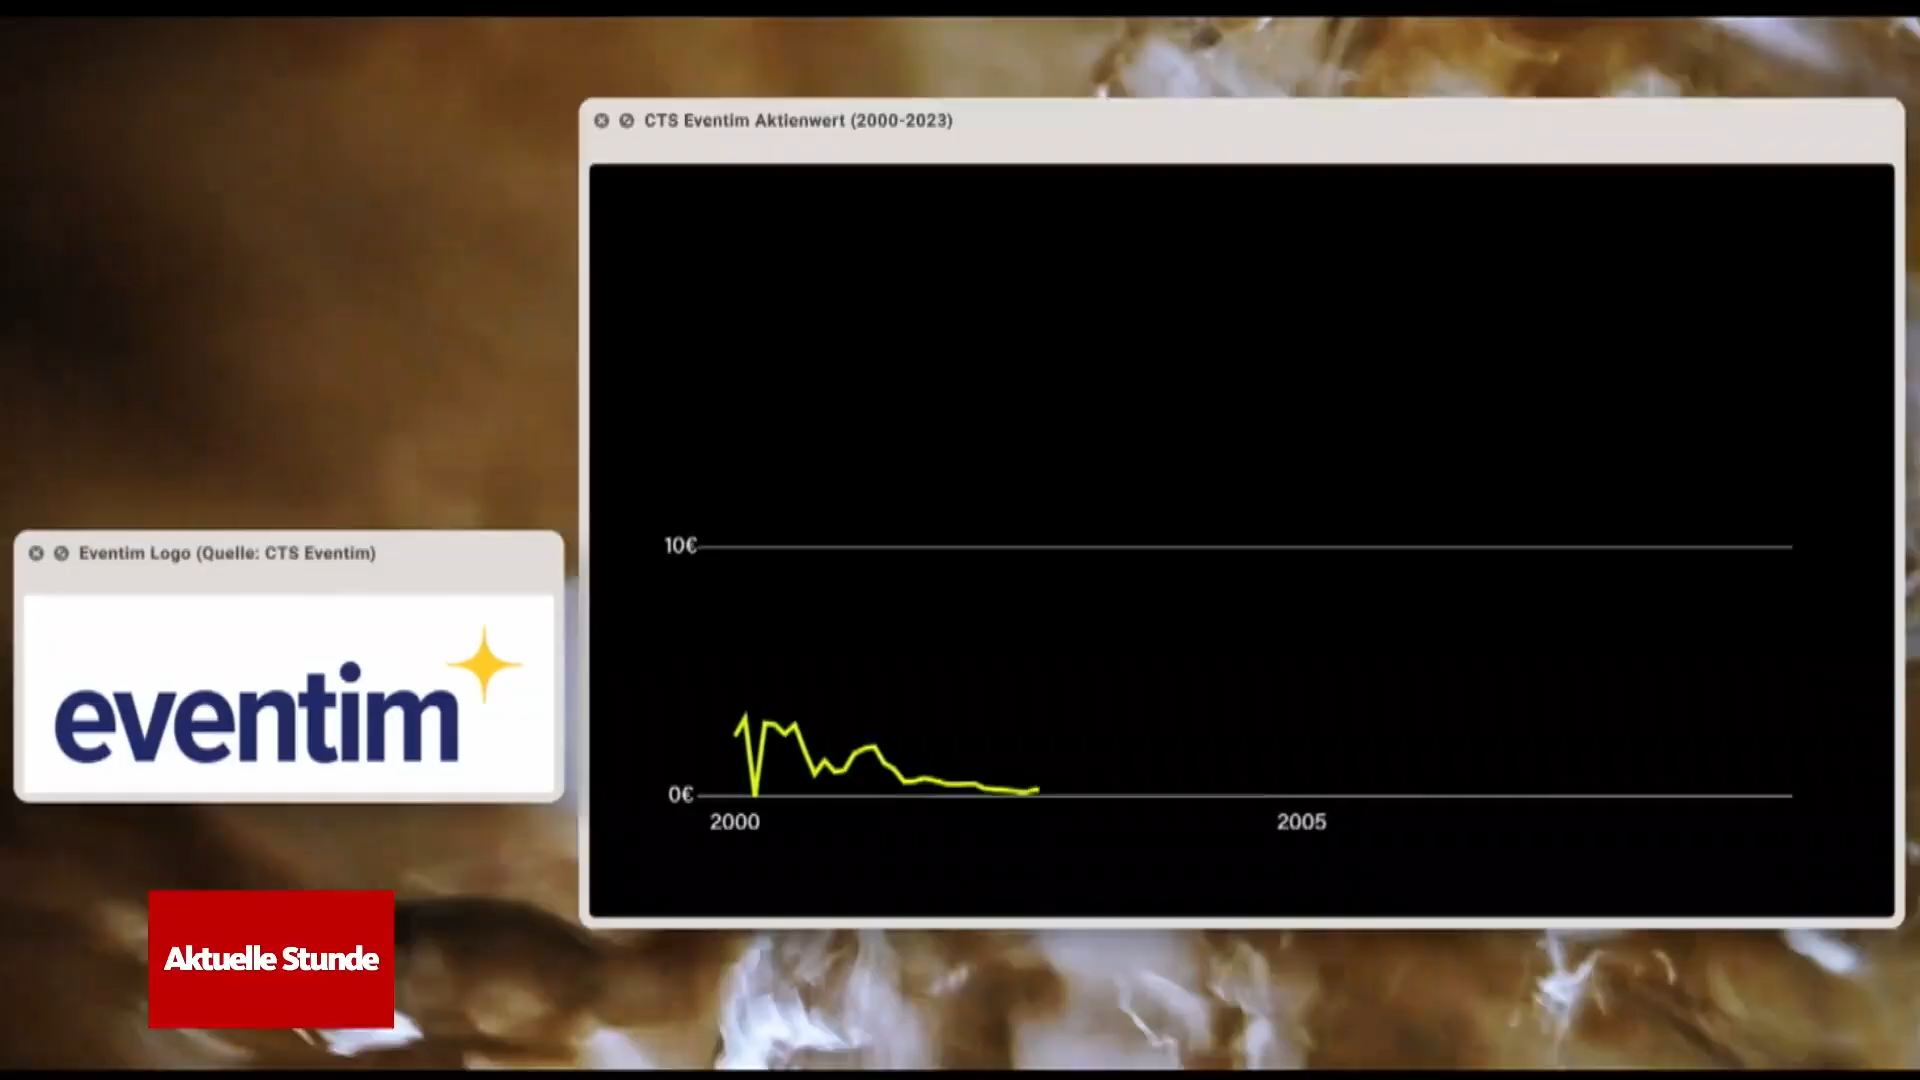 CTS Eventim Aktienwert (2000-2023)
10€
0€
2000
2005
Eventim Logo (Quelle: CTS Eventim)
eventim
Aktuelle Stunde